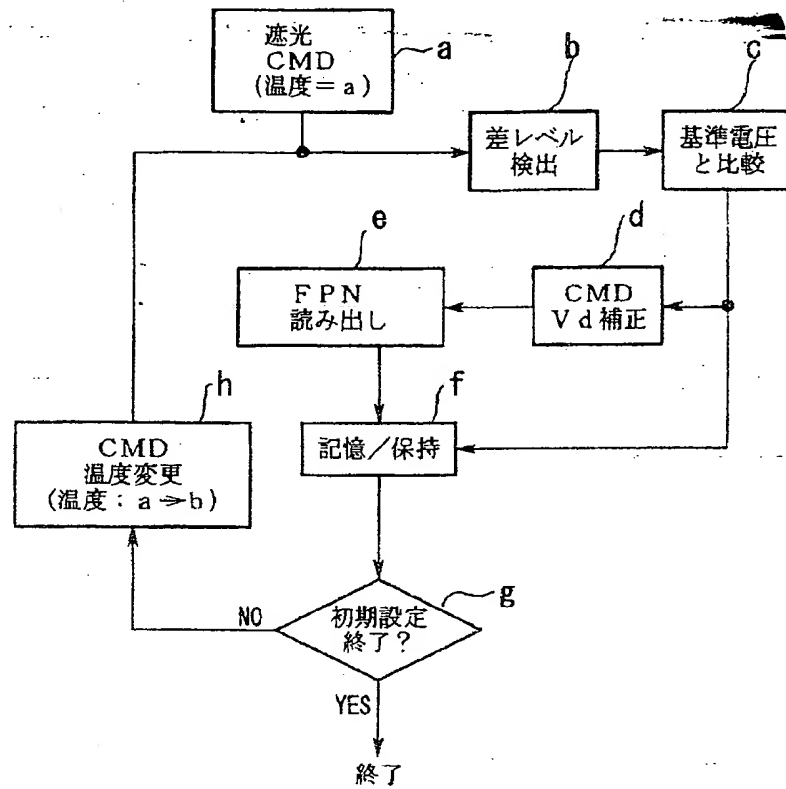 遮光
CMD
(温度=a)
a
b
c
差レベル
検出
基準電圧
と比較
d
e
CMD
Vd補正
FPN
読み出し
f
h
記憶/保持
CMD
温度変更
(温度:a→b)
g
初期設定
終了?
NO
YES
終了